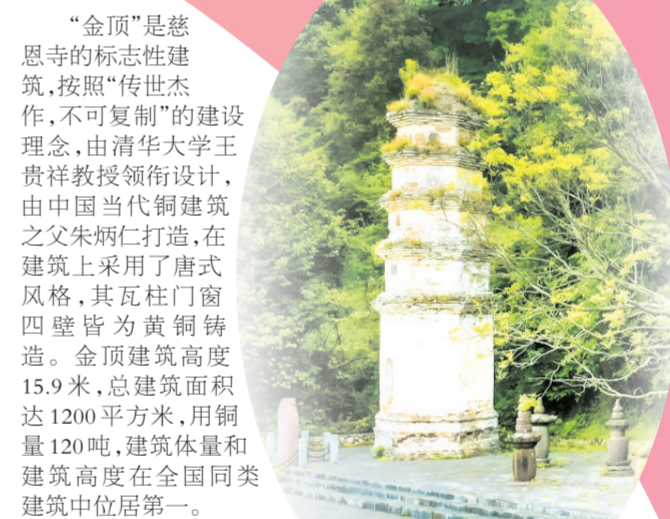 “金顶”是慈
恩寺的标志性建
筑,按照“传世杰
作,不可复制”的建设
理念,由清华大学王
贵祥教授领衔设计,
由中国当代铜建筑
之父朱炳仁打造,在
建筑上采用了唐式
风格,其瓦柱门窗
四壁皆为黄铜铸
造。金顶建筑高度
15.9米,总建筑面积
达1200平方米,用铜
量120吨,建筑体量和
建筑高度在全国同类
建筑中位居第一。